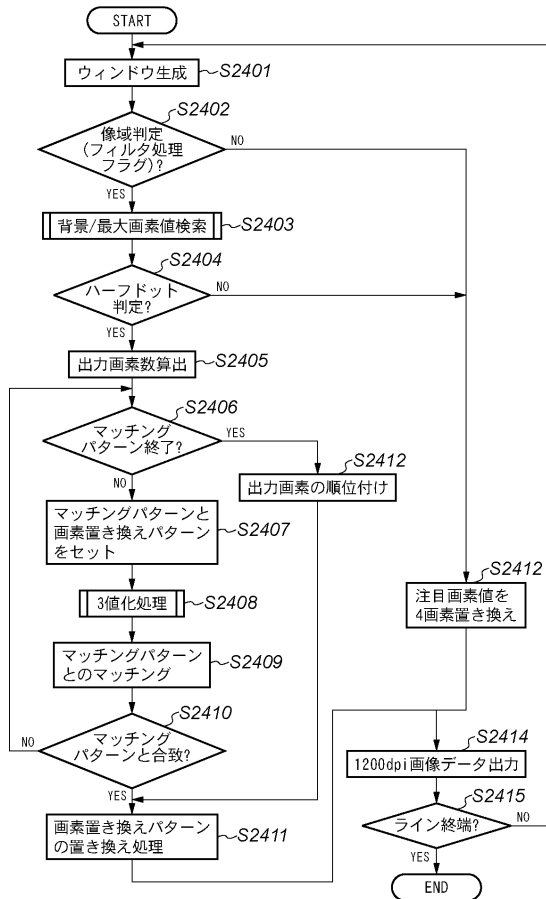 START
ウィンドウ生成
S2401
S2402
像域判定
(フィルタ処理
フラグ)?
NO
YES
背景/最大画素値検索
S2403
S2404
ハーフドット
判定?
NO
YES
出力画素数算出
S2405
S2406
マッチング
パターン終了?
YES
NO
S2412
出力画素の順位付け
マッチングパターンと
画素置き換えパターン
をセット
S2407
S2412
注目画素値を
4画素置き換え
3値化処理
S2408
マッチングパターン
とのマッチング
S2409
S2410
マッチング
パターンと合致?
NO
YES
画素置き換えパターン
の置き換え処理
S2411
S2414
1200dpi画像データ出力
S2415
ライン終端?
NO
YES
END